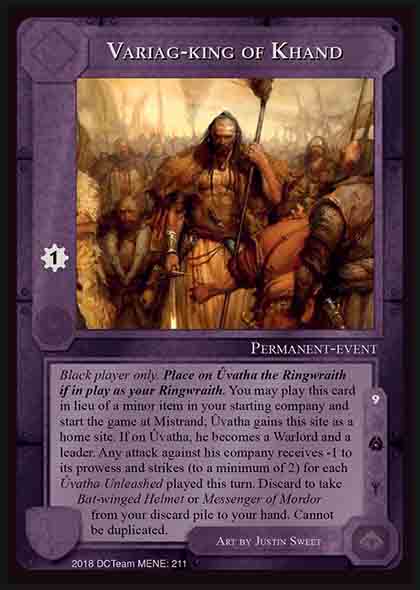 VARIAG-KING OF KHAND
1
PERMANENT-EVENT
Black player only. Place on Ûvatha the Ringwraith
if in play as your Ringwraith. You may play this card
in lieu of a minor item in your starting company and
start the game at Mistrand; Ûvatha gains this site as a
home site. If on Ûvatha, he becomes a Warlord and a
leader. Any attack against his company receives -1 to
its prowess and strikes (to a minimum of 2) for each
Ûvatha Unleashed played this turn. Discard to take
Bat-winged Helmet or Messenger of Mordor
from your discard pile to your hand. Cannot
be duplicated.
9
ART BY JUSTIN SWEET
2018 DCTeam MENE: 211